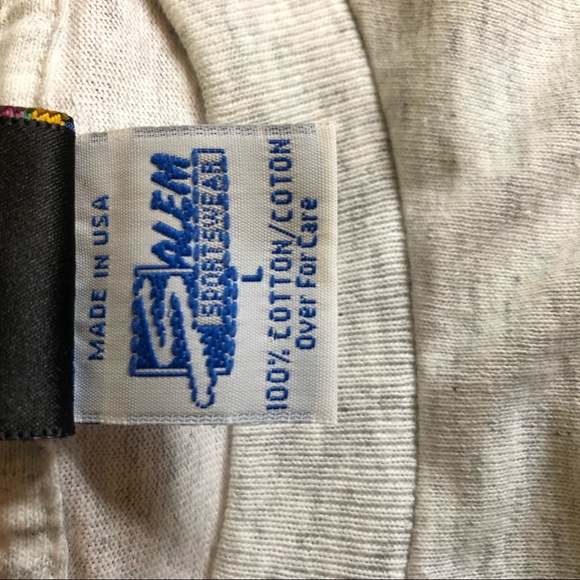 MADE IN USA
SALEM
SPORTSWEAR
L
100% COTTON/COTON
Over For Care